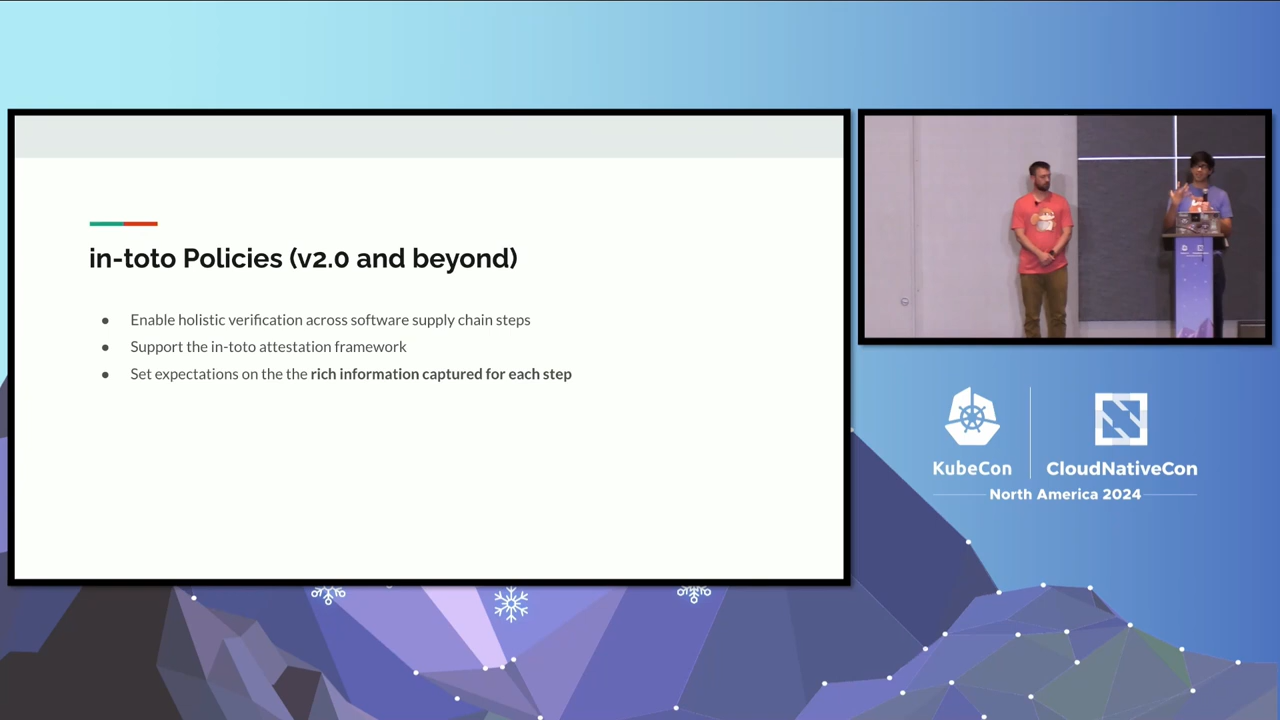 in-toto Policies (v2.0 and beyond)
● Enable holistic verification across software supply chain steps
● Support the in-toto attestation framework
● Set expectations on the the rich information captured for each step
KubeCon
CloudNativeCon
North America 2024